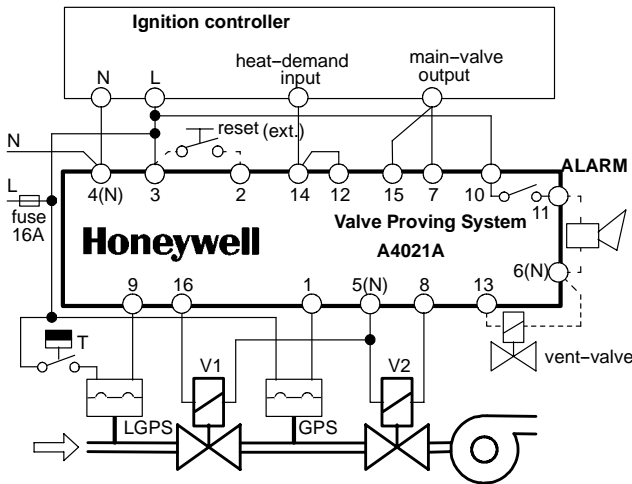 Ignition controller
N
L
heat-demand
input
main-valve
output
reset (ext.)
N
4(N)
3
2
14
12
15
7
10
ALARM
11
L
fuse
16A
Honeywell
Valve Proving System
A4021A
6(N)
9
16
1
5(N)
8
13
T
V1
V2
vent-valve
LGPS
GPS